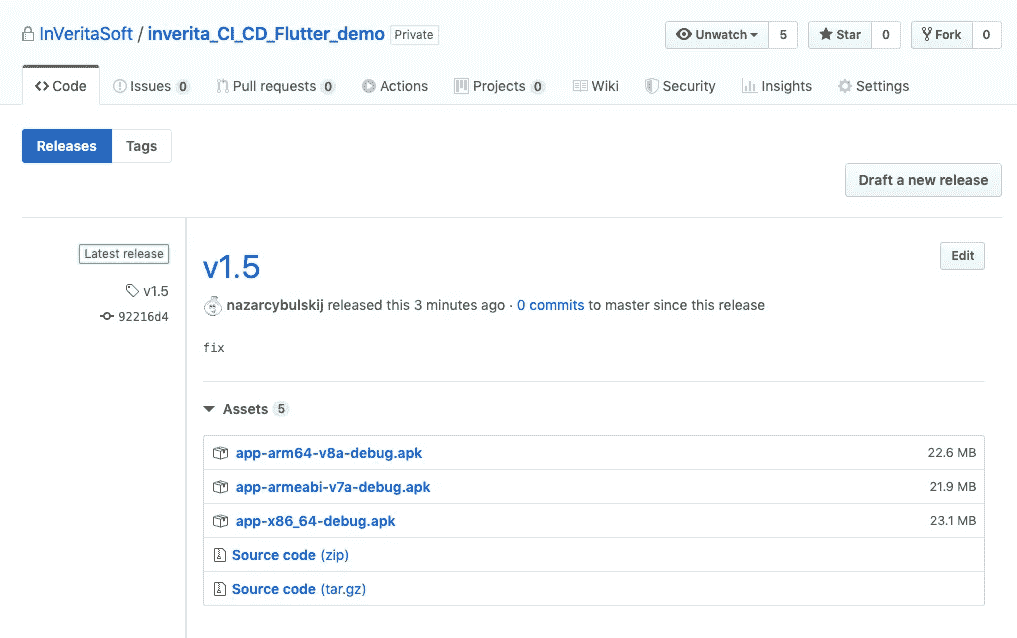 InVeritaSoft / inverita_CI_CD_Flutter_demo Private Unwatch 5 Star 0 Fork 0
Code Issues 0 Pull requests 0 Actions Projects 0 Wiki Security Insights Settings
Releases Tags
Draft a new release
Latest release
v1.5
92216d4
v1.5 Edit
nazarcybulskij released this 3 minutes ago · 0 commits to master since this release
fix
Assets 5
app-arm64-v8a-debug.apk 22.6 MB
app-armeabi-v7a-debug.apk 21.9 MB
app-x86_64-debug.apk 23.1 MB
Source code (zip)
Source code (tar.gz)